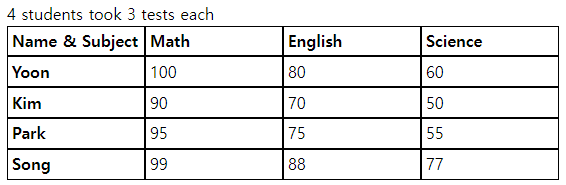 4 students took 3 tests each
Name & Subject Math English Science
Yoon 100 80 60
Kim 90 70 50
Park 95 75 55
Song 99 88 77